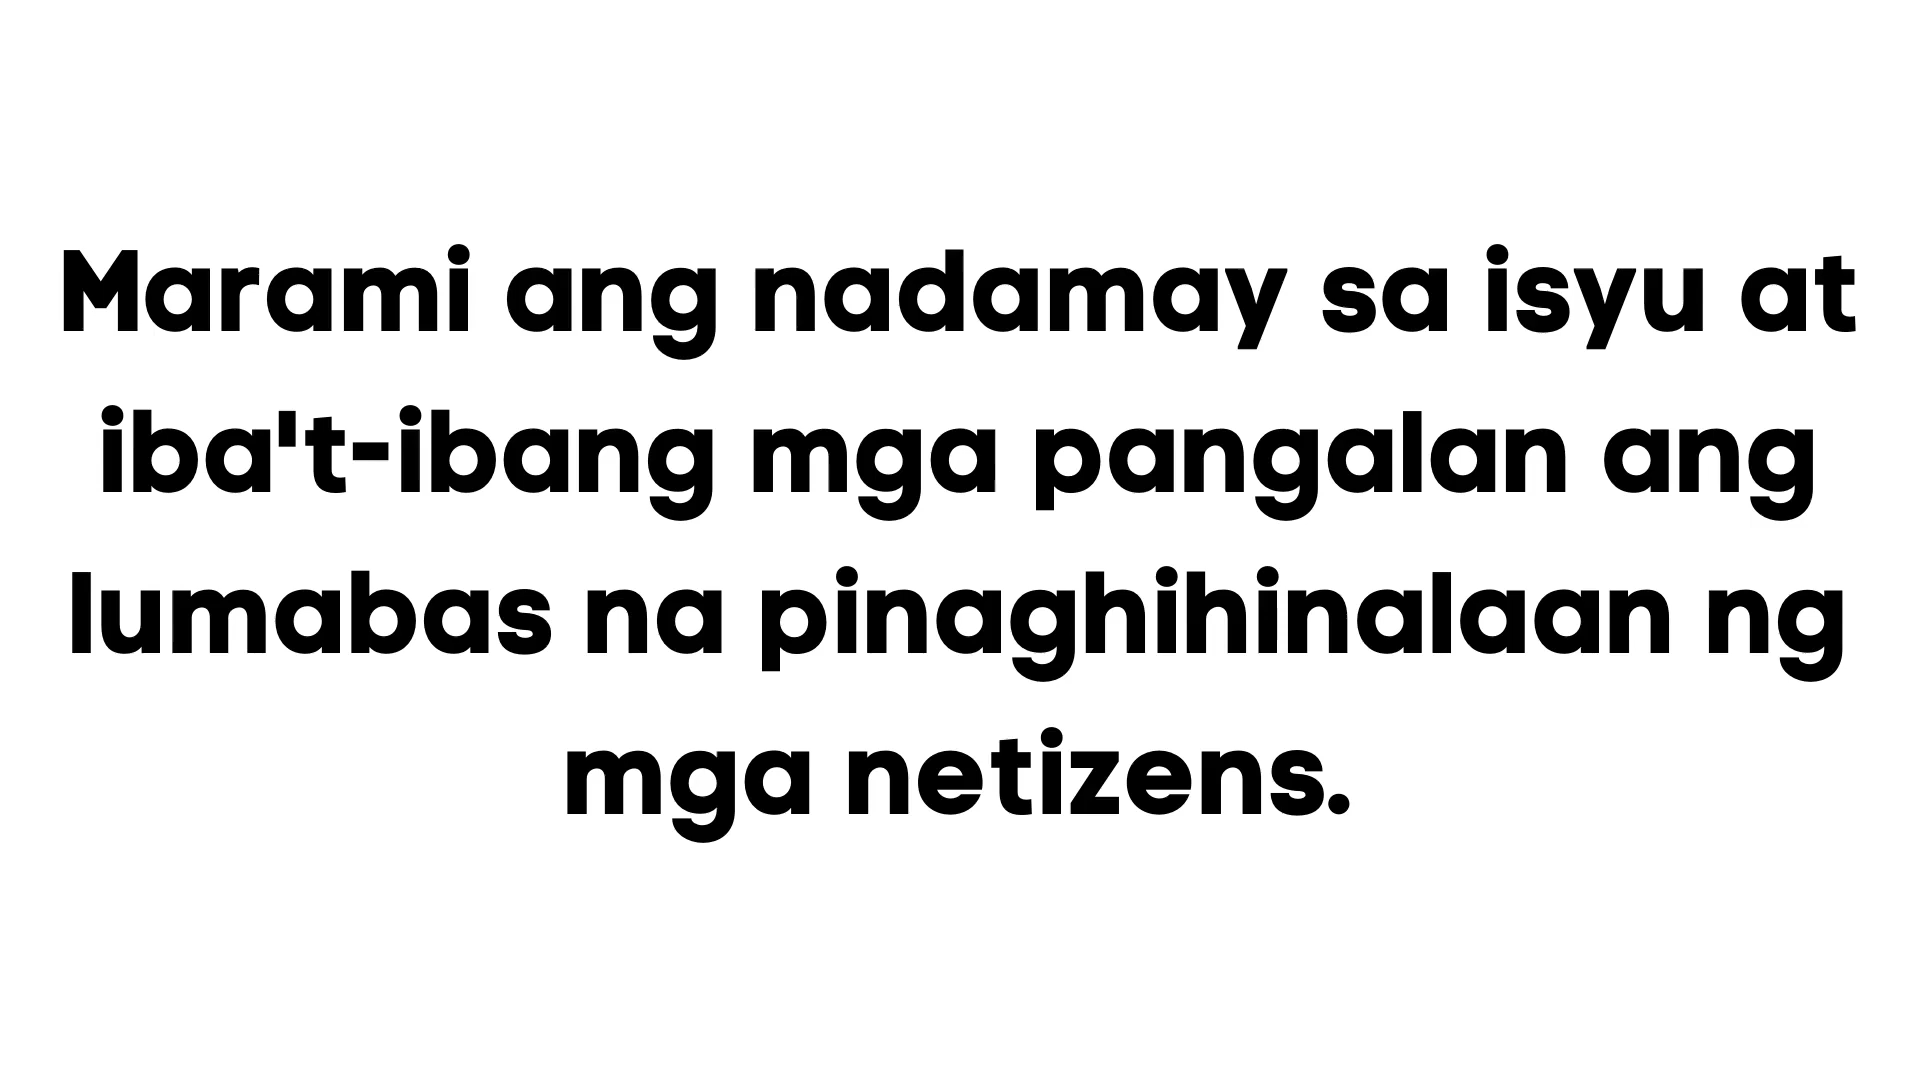 Marami ang nadamay sa isyu at
iba't-ibang mga pangalan ang
lumabas na pinaghihinalaan ng
mga netizens.